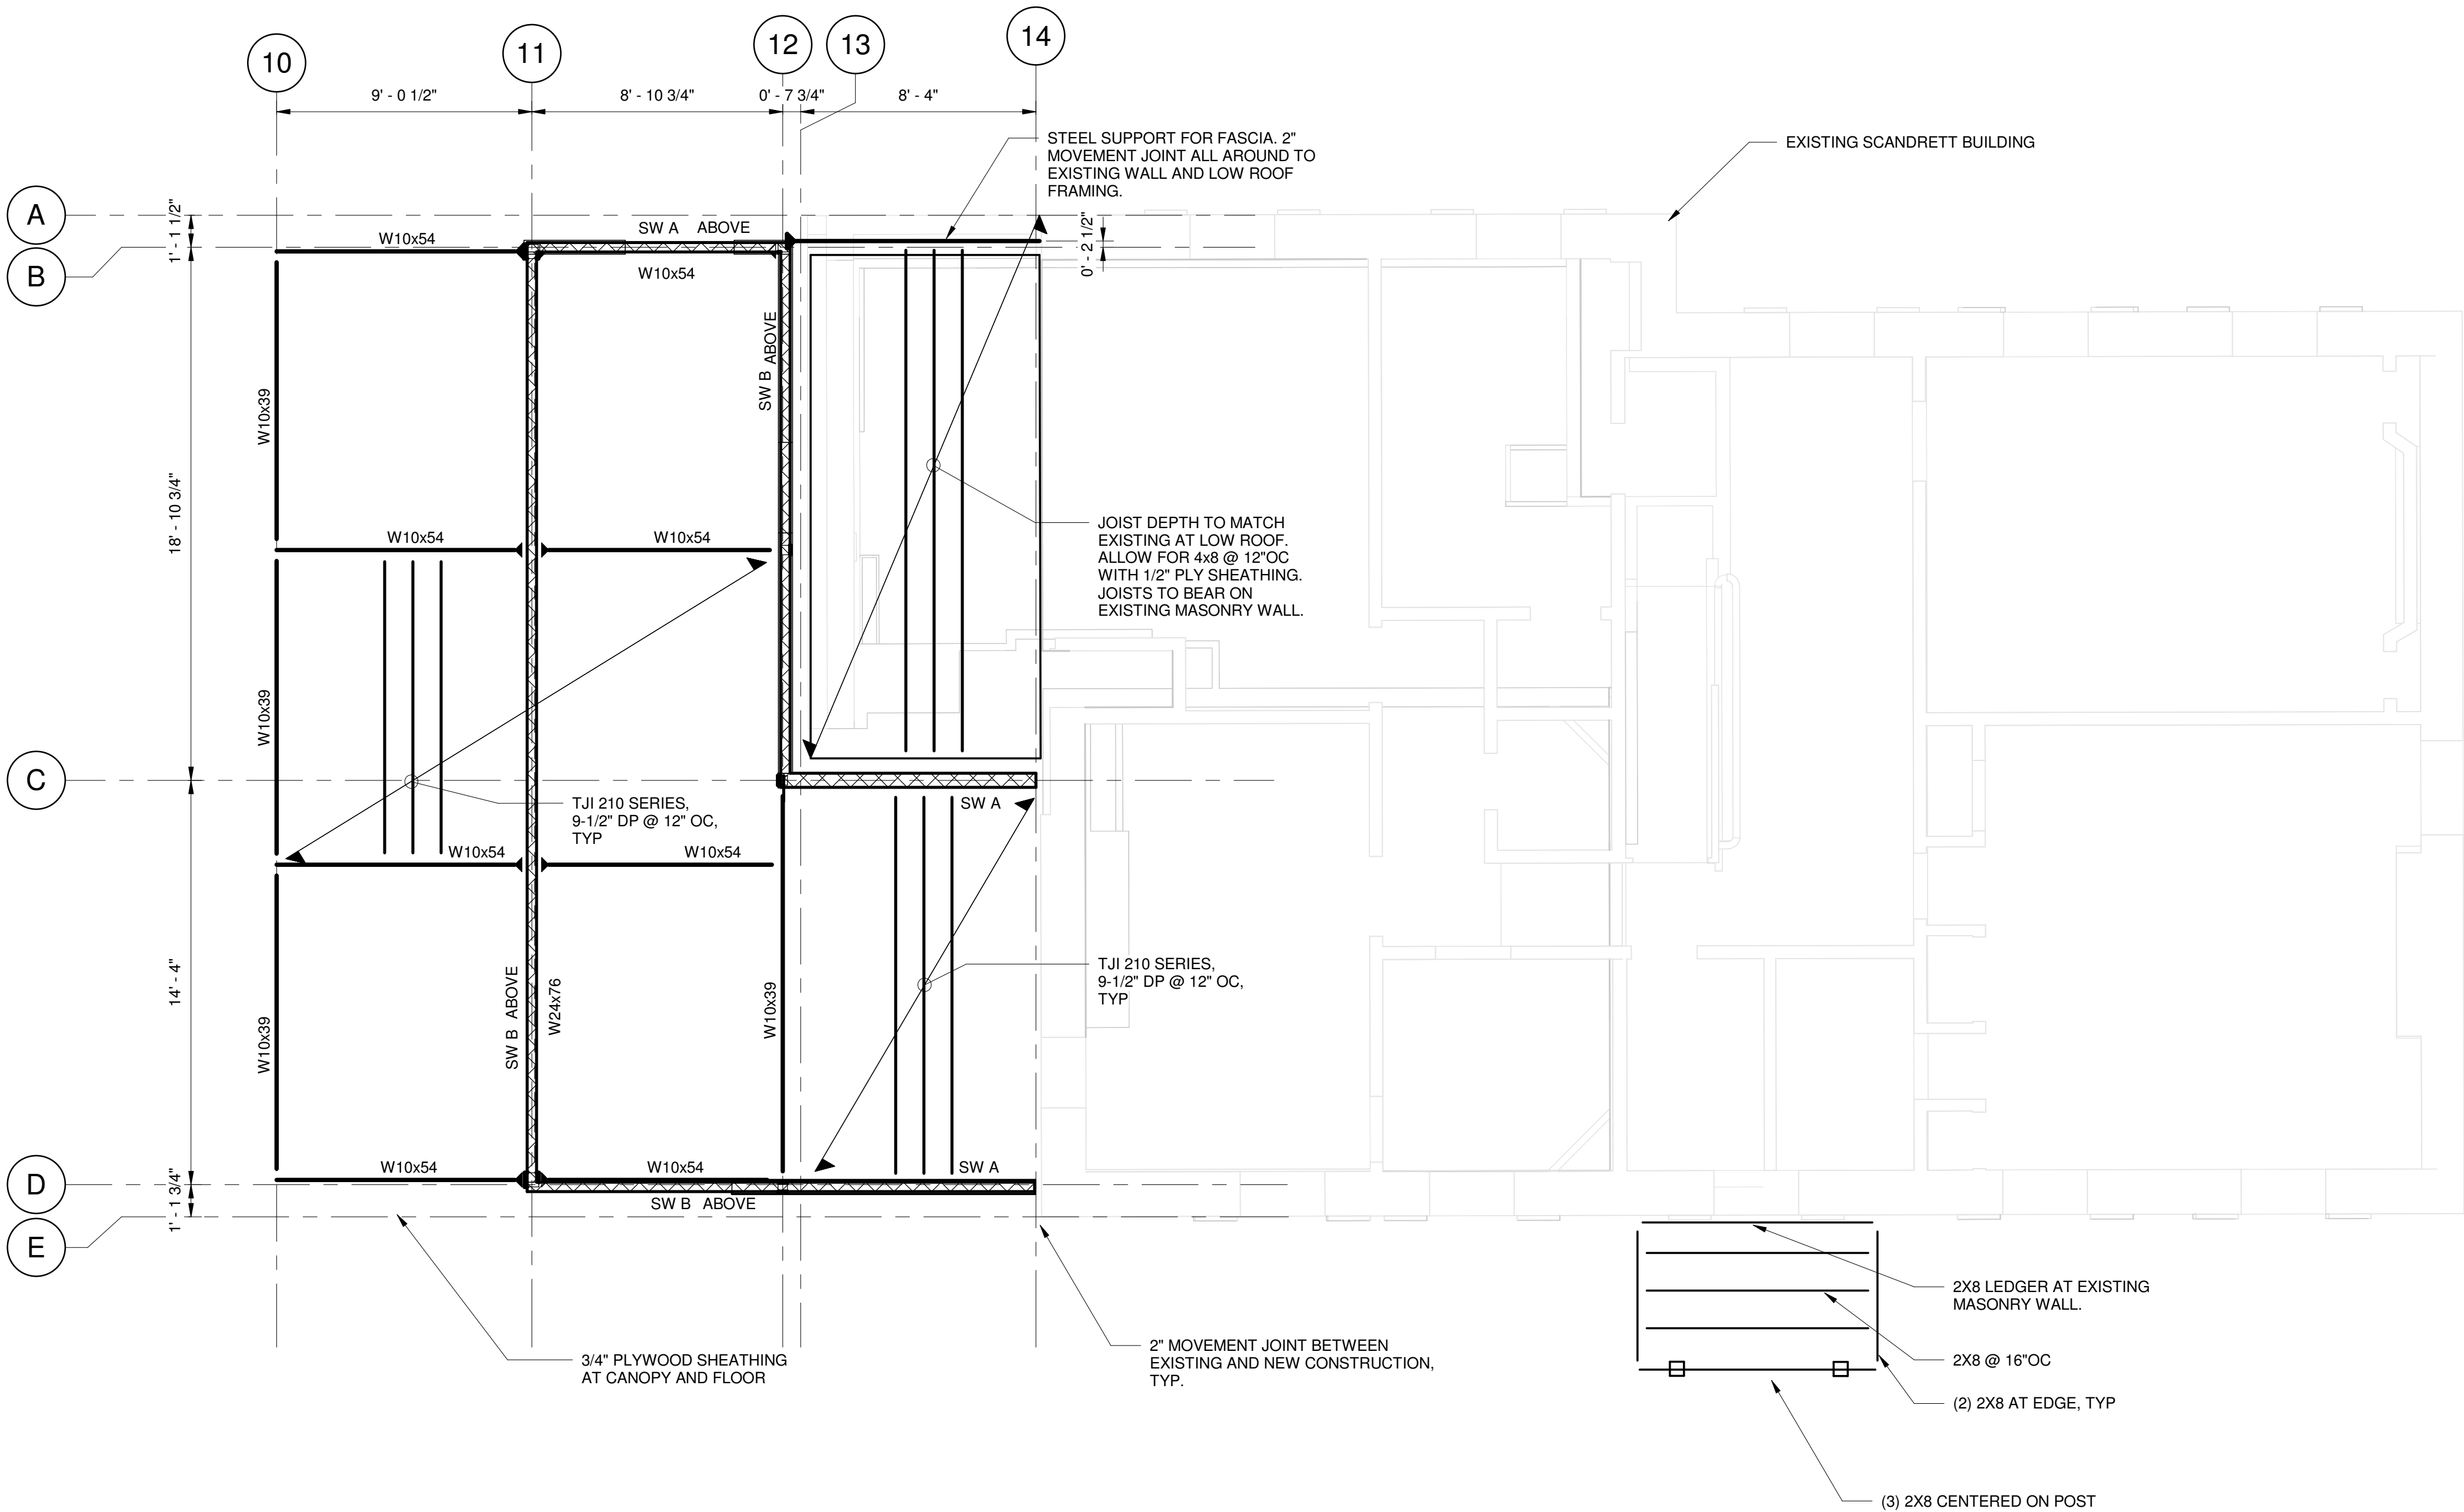 10
11
12
13
14
9' - 0 1/2"
8' - 10 3/4"
0' - 7 3/4"
8' - 4"
STEEL SUPPORT FOR FASCIA. 2"
MOVEMENT JOINT ALL AROUND TO
EXISTING WALL AND LOW ROOF
FRAMING.
EXISTING SCANDRETT BUILDING
A
B
1' - 1 1/2"
0' - 2 1/2"
W10x54
SW A ABOVE
W10x54
SW B ABOVE
W10x39
18' - 10 3/4"
W10x54
W10x54
JOIST DEPTH TO MATCH
EXISTING AT LOW ROOF.
ALLOW FOR 4x8 @ 12"OC
WITH 1/2" PLY SHEATHING.
JOISTS TO BEAR ON
EXISTING MASONRY WALL.
W10x39
C
TJI 210 SERIES,
9-1/2" DP @ 12" OC,
TYP
SW A
W10x54
W10x54
14' - 4"
TJI 210 SERIES,
9-1/2" DP @ 12" OC,
TYP
W10x39
SW B ABOVE
W24x76
W10x39
W10x54
W10x54
SW A
SW B ABOVE
D
E
1' - 1 3/4"
3/4" PLYWOOD SHEATHING
AT CANOPY AND FLOOR
2" MOVEMENT JOINT BETWEEN
EXISTING AND NEW CONSTRUCTION,
TYP.
2X8 LEDGER AT EXISTING
MASONRY WALL.
2X8 @ 16"OC
(2) 2X8 AT EDGE, TYP
(3) 2X8 CENTERED ON POST